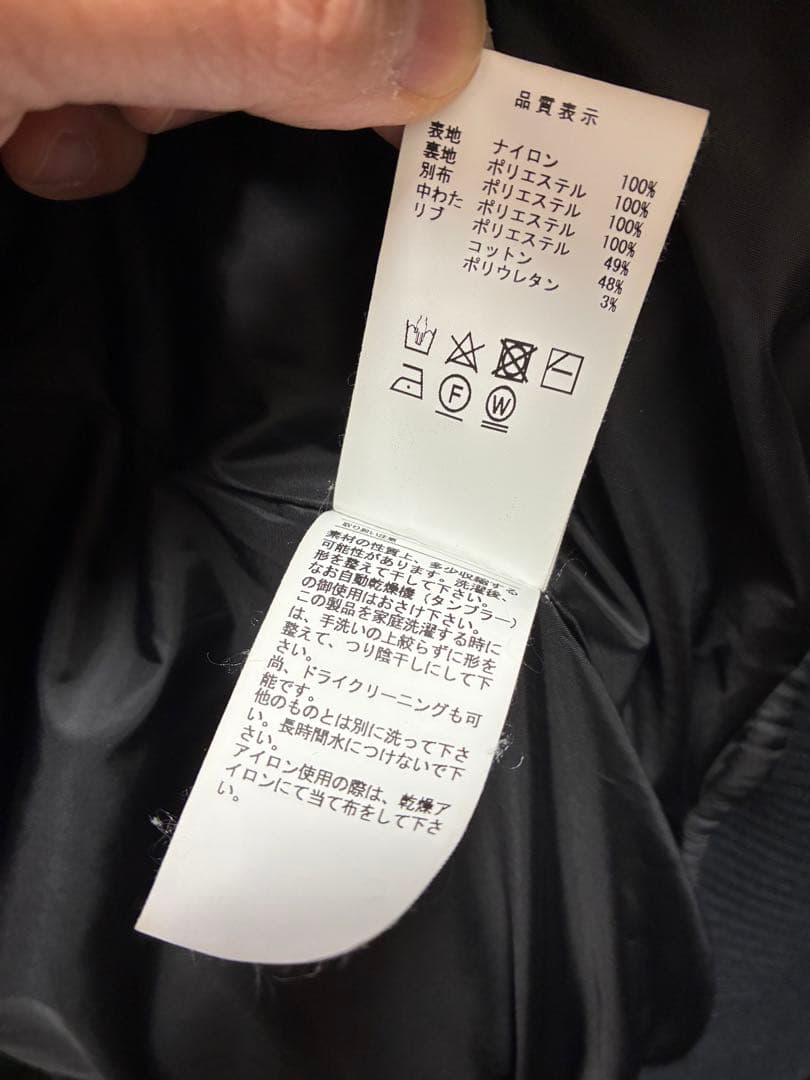 品質表示
表地 ナイロン 100%
裏地 ポリエステル 100%
別布 ポリエステル 100%
中わた ポリエステル 100%
リブ ポリエステル 49%
コットン 48%
ポリウレタン 3%
F
W
取り扱い注意
素材の性質上、多少収縮する
可能性があります。洗濯後、
形を整えて干して下さい。
なお自動乾燥機（タンブラー）
の御使用はおさけ下さい。
この製品を家庭洗濯する時に
は、手洗いの上絞らずに形を
整えて、つり陰干しにして下
さい。
尚、ドライクリーニングも可
能です。
他のものとは別に洗って下さ
い。長時間水につけないで下
さい。
アイロン使用の際は、乾燥ア
イロンにて当て布をして下さ
い。